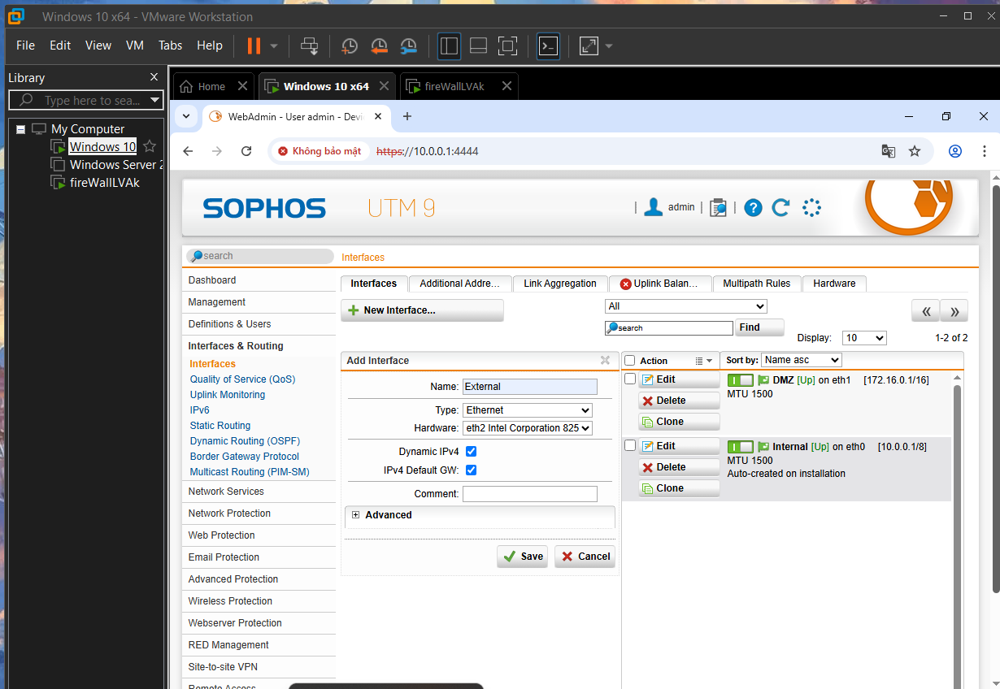 Windows 10 x64 - VMware Workstation
File Edit View VM Tabs Help
Library
Type here to sea...
My Computer
Windows 10
Windows Server 2
fireWallLVAk
Home
Windows 10 x64
fireWallLVAk
WebAdmin - User admin - Devi
Không bảo mật
https://10.0.0.1:4444
SOPHOS UTM 9
| admin | |
search
Interfaces
Dashboard
Management
Definitions & Users
Interfaces & Routing
Interfaces
Quality of Service (QoS)
Uplink Monitoring
IPv6
Static Routing
Dynamic Routing (OSPF)
Border Gateway Protocol
Multicast Routing (PIM-SM)
Network Services
Network Protection
Web Protection
Email Protection
Advanced Protection
Wireless Protection
Webserver Protection
RED Management
Site-to-site VPN
Remote Access
Interfaces
Additional Addre...
Link Aggregation
Uplink Balan...
Multipath Rules
Hardware
New Interface...
All
search
Find
Display: 10
1-2 of 2
Add Interface
Name: External
Type: Ethernet
Hardware: eth2 Intel Corporation 825
Dynamic IPv4
IPv4 Default GW:
Comment:
Advanced
Save
Cancel
Action
Sort by: Name asc
Edit
Delete
Clone
DMZ [Up] on eth1 [172.16.0.1/16]
MTU 1500
Edit
Delete
Clone
Internal [Up] on eth0 [10.0.0.1/8]
MTU 1500
Auto-created on installation